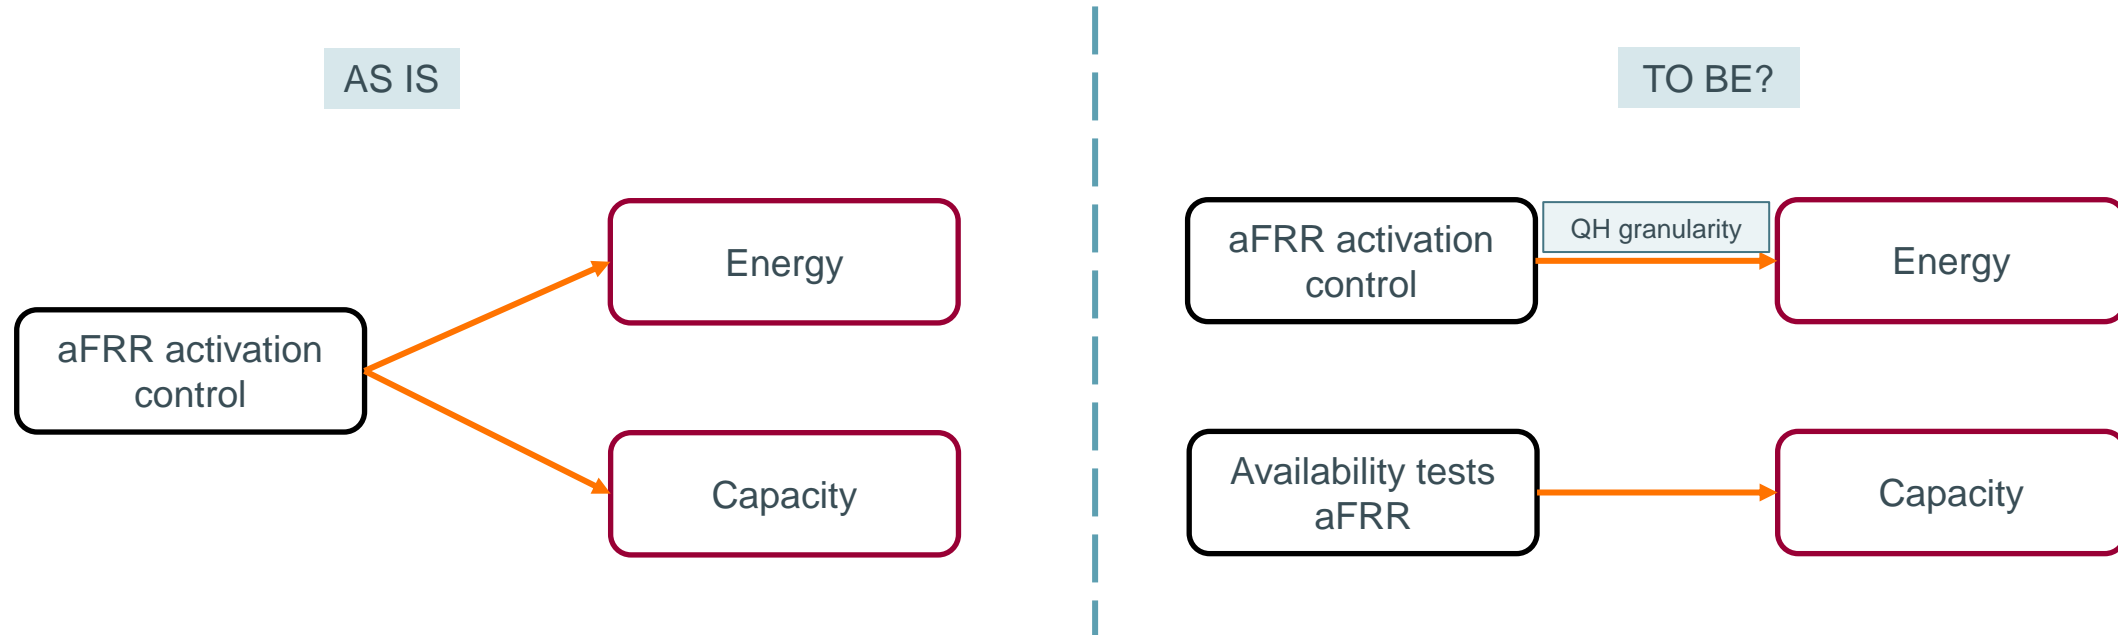 AS IS
aFRR activation
control
Energy
Capacity
TO BE?
aFRR activation
control
QH granularity
Energy
Availability tests
aFRR
Capacity